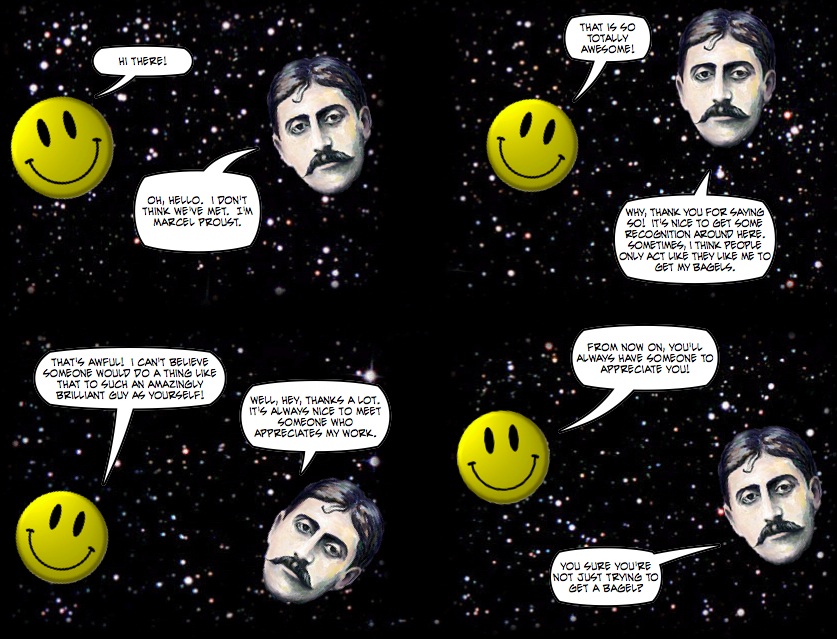 HI THERE!
OH, HELLO. I DON'T
THINK WE'VE MET. I'M
MARCEL PROUST.
THAT IS SO
TOTALLY
AWESOME!
WHY, THANK YOU FOR SAYING
SO! IT'S NICE TO GET SOME
RECOGNITION AROUND HERE.
SOMETIMES, I THINK PEOPLE
ONLY ACT LIKE THEY LIKE ME TO
GET MY BAGELS.
THAT'S AWFUL! I CAN'T BELIEVE
SOMEONE WOULD DO A THING LIKE
THAT TO SUCH AN AMAZINGLY
BRILLIANT GUY AS YOURSELF!
WELL, HEY, THANKS A LOT.
IT'S ALWAYS NICE TO MEET
SOMEONE WHO
APPRECIATES MY WORK.
FROM NOW ON, YOU'LL
ALWAYS HAVE SOMEONE TO
APPRECIATE YOU!
YOU SURE YOU'RE
NOT JUST TRYING TO
GET A BAGEL?